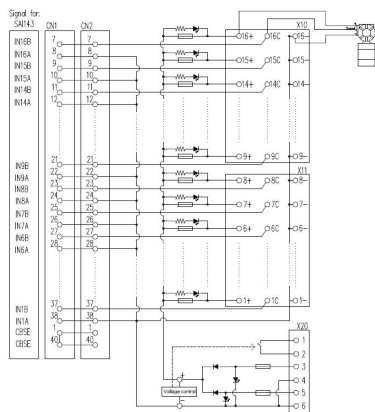 Signal for:
SAI143 CN1 CN2 X10
IN16B 7 7 16+ 16C 16-
IN16A 8 8
IN15B 9 9 15+ 15C 15-
IN15A 10 10
IN14B 11 11 14+ 14C 14-
IN14A 12 12
IN9B 21 21 9+ 9C 9-
IN9A 22 22 X11
IN8B 23 23 8+ 8C 8-
IN8A 24 24
IN7B 25 25 7+ 7C 7-
IN7A 26 26
IN6B 27 27 6+ 6C 6-
IN6A 28 28
IN1B 37 37 1+ 1C 1-
IN1A 38 38
CBSE 1 1 X20
CBSE 40 40 1
2
+ 3
4
Voltage control 5
- 6